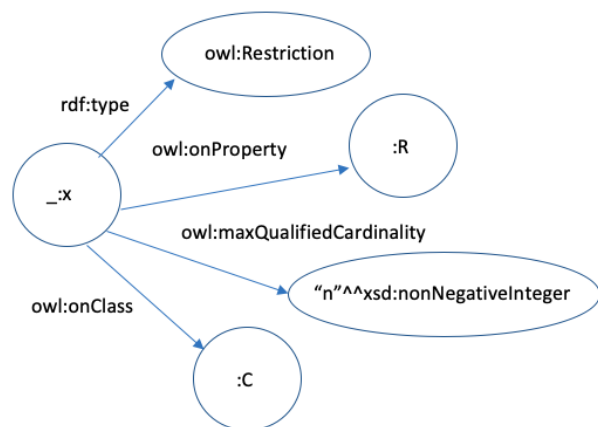 owl:Restriction
rdf:type
owl:onProperty
:R
_:x
owl:maxQualifiedCardinality
“n”^^xsd:nonNegativeInteger
owl:onClass
:C